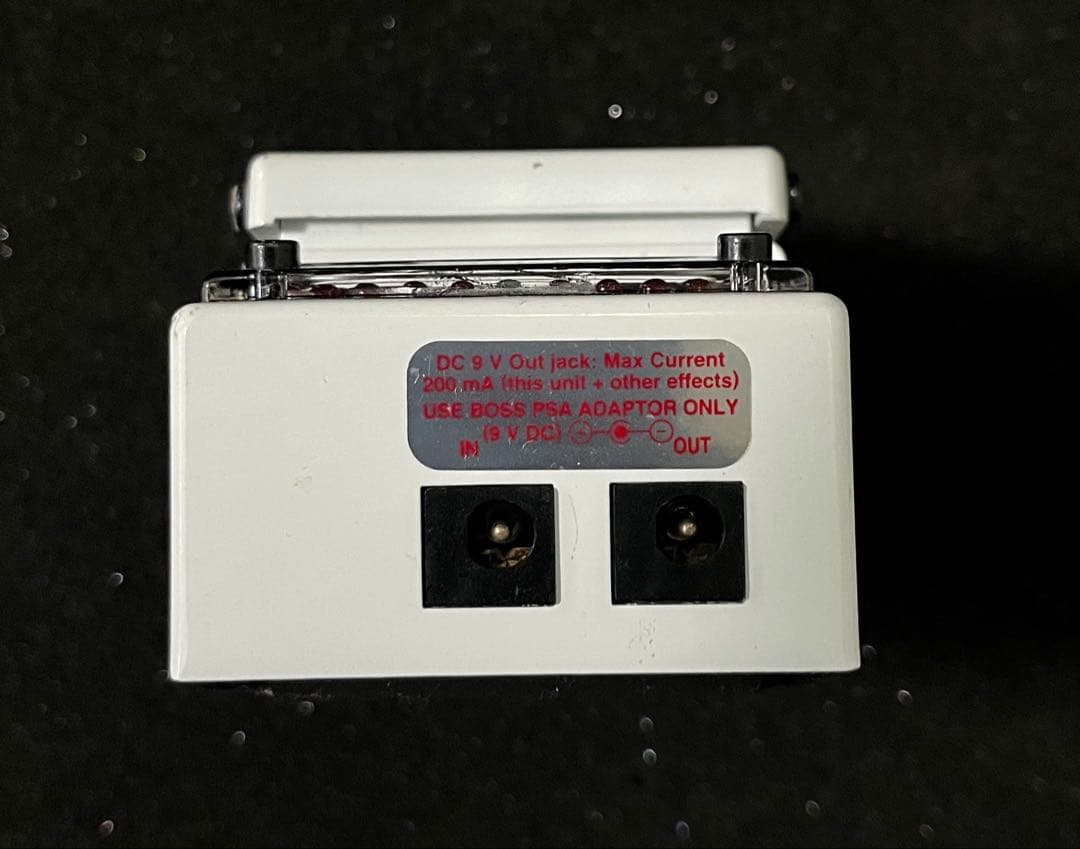 DC 9 V Out jack: Max Current
200 mA (this unit + other effects)
USE BOSS PSA ADAPTOR ONLY
(9 V DC) + −
IN OUT